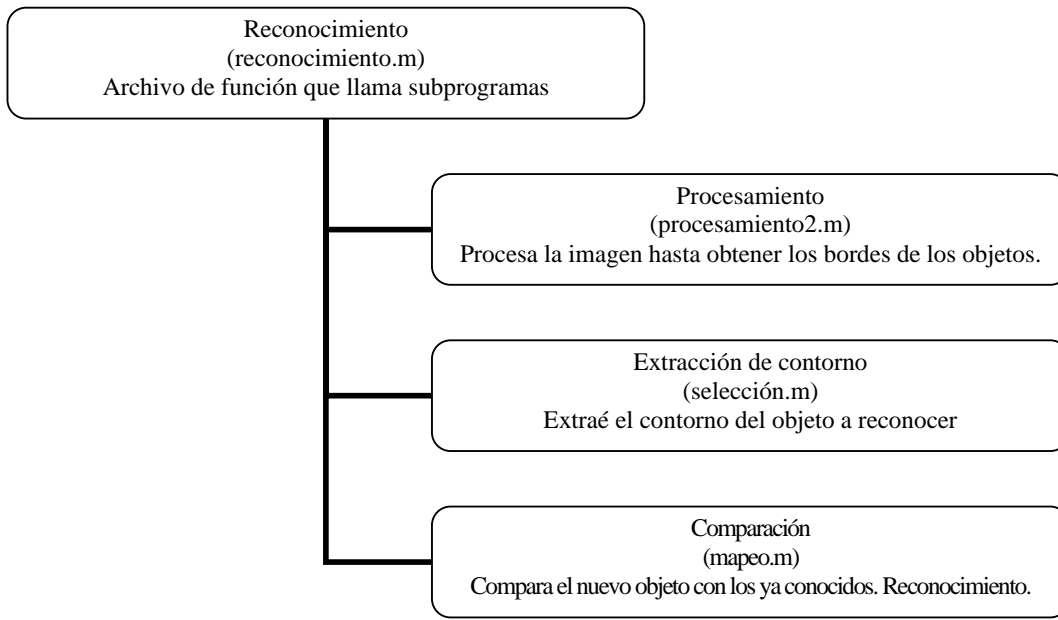 Reconocimiento
(reconocimiento.m)
Archivo de función que llama subprogramas
Procesamiento
(procesamiento2.m)
Procesa la imagen hasta obtener los bordes de los objetos.
Extracción de contorno
(selección.m)
Extraé el contorno del objeto a reconocer
Comparación
(mapeo.m)
Compara el nuevo objeto con los ya conocidos. Reconocimiento.